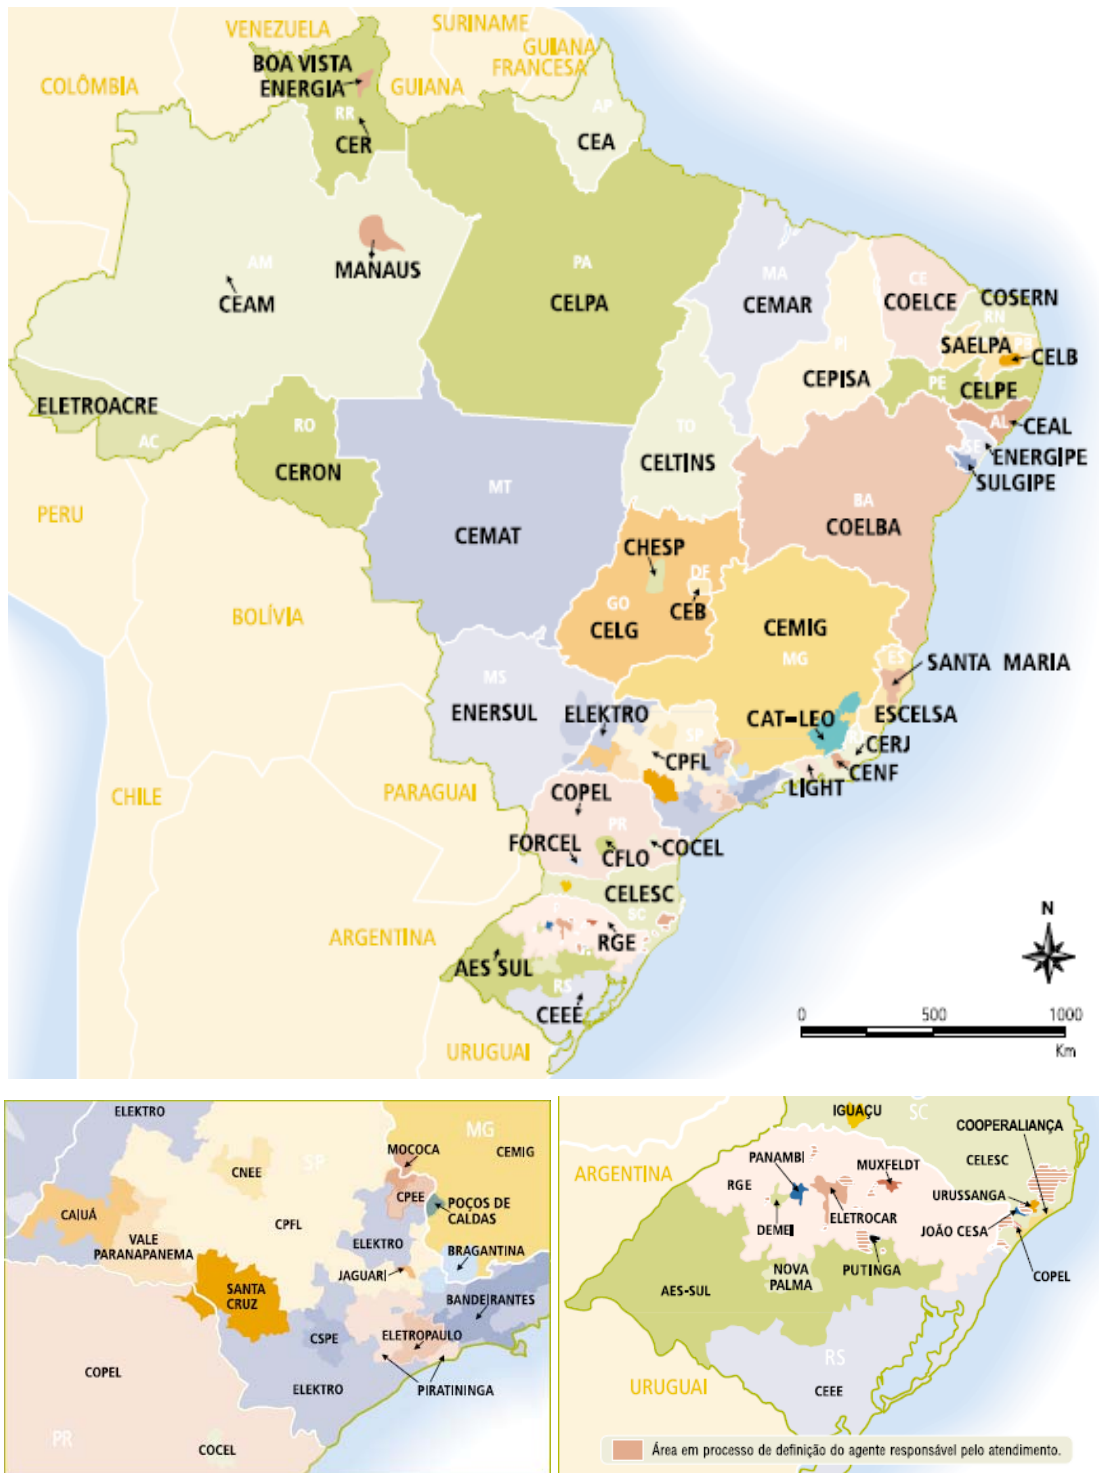 VENEZUELA
SURINAME
GUIANA
FRANCESA
COLÔMBIA
GUIANA
BOA VISTA
ENERGIA
RR
CER
AP
CEA
AM
MANAUS
CEAM
PA
CELPA
MA
CEMAR
CE
COELCE
COSERN
RN
PI
CEPISA
SAELPA
PB
CELB
PE
CELPE
AL
CEAL
SE
ENERGIPE
SULGIPE
ELETROACRE
AC
RO
CERON
TO
CELTINS
MT
CEMAT
BA
COELBA
PERU
CHESP
DF
CEB
GO
CELG
CEMIG
MG
BOLÍVIA
ES
SANTA MARIA
MS
ENERSUL
ELEKTRO
SP
CPFL
CAT-LEO
ESCELSA
RJ
CERJ
CENF
LIGHT
CHILE
PARAGUAI
COPEL
PR
FORCEL
CFLO
COCEL
CELESC
SC
ARGENTINA
RGE
AES SUL
RS
CEEE
URUGUAI
N
0
500
1000
Km
ELEKTRO
MG
CEMIG
SP
MOCOCA
CNEE
CPEE
POÇOS DE
CALDAS
CAIUÁ
CPFL
VALE
PARANAPANEMA
ELEKTRO
BRAGANTINA
JAGUARI
SANTA
CRUZ
BANDEIRANTES
CSPE
ELETROPAULO
COPEL
ELEKTRO
PIRATININGA
PR
COCEL
IGUAÇU
SC
COOPERALIANÇA
ARGENTINA
PANAMBI
MUXFELDT
CELESC
RGE
URUSSANGA
DEMEI
ELETROCAR
JOÃO CESA
PUTINGA
NOVA
PALMA
COPEL
AES-SUL
RS
URUGUAI
CEEE
Área em processo de definição do agente responsável pelo atendimento.